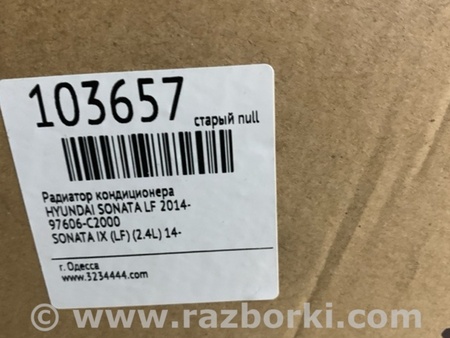 103657 старый null
Радиатор кондиционера
HYUNDAI SONATA LF 2014-
97606-C2000
SONATA IX (LF) (2.4L) 14-
г. Одесса
www.3234444.com
© www.razborki.com